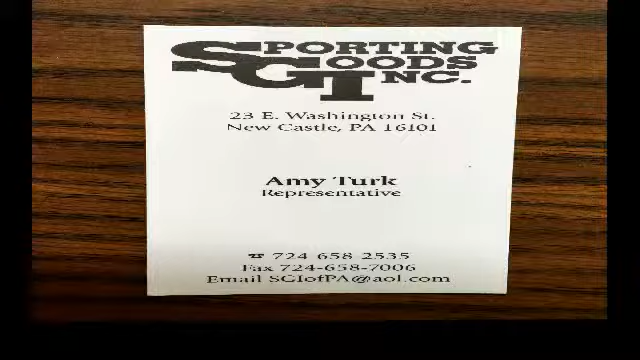 SPORTING
GOODS
INC.
23 E. Washington St.
New Castle, PA 16101
Amy Turk
Representative
☎ 724 658 2535
Fax 724-658-7006
Email SGIofPA@aol.com